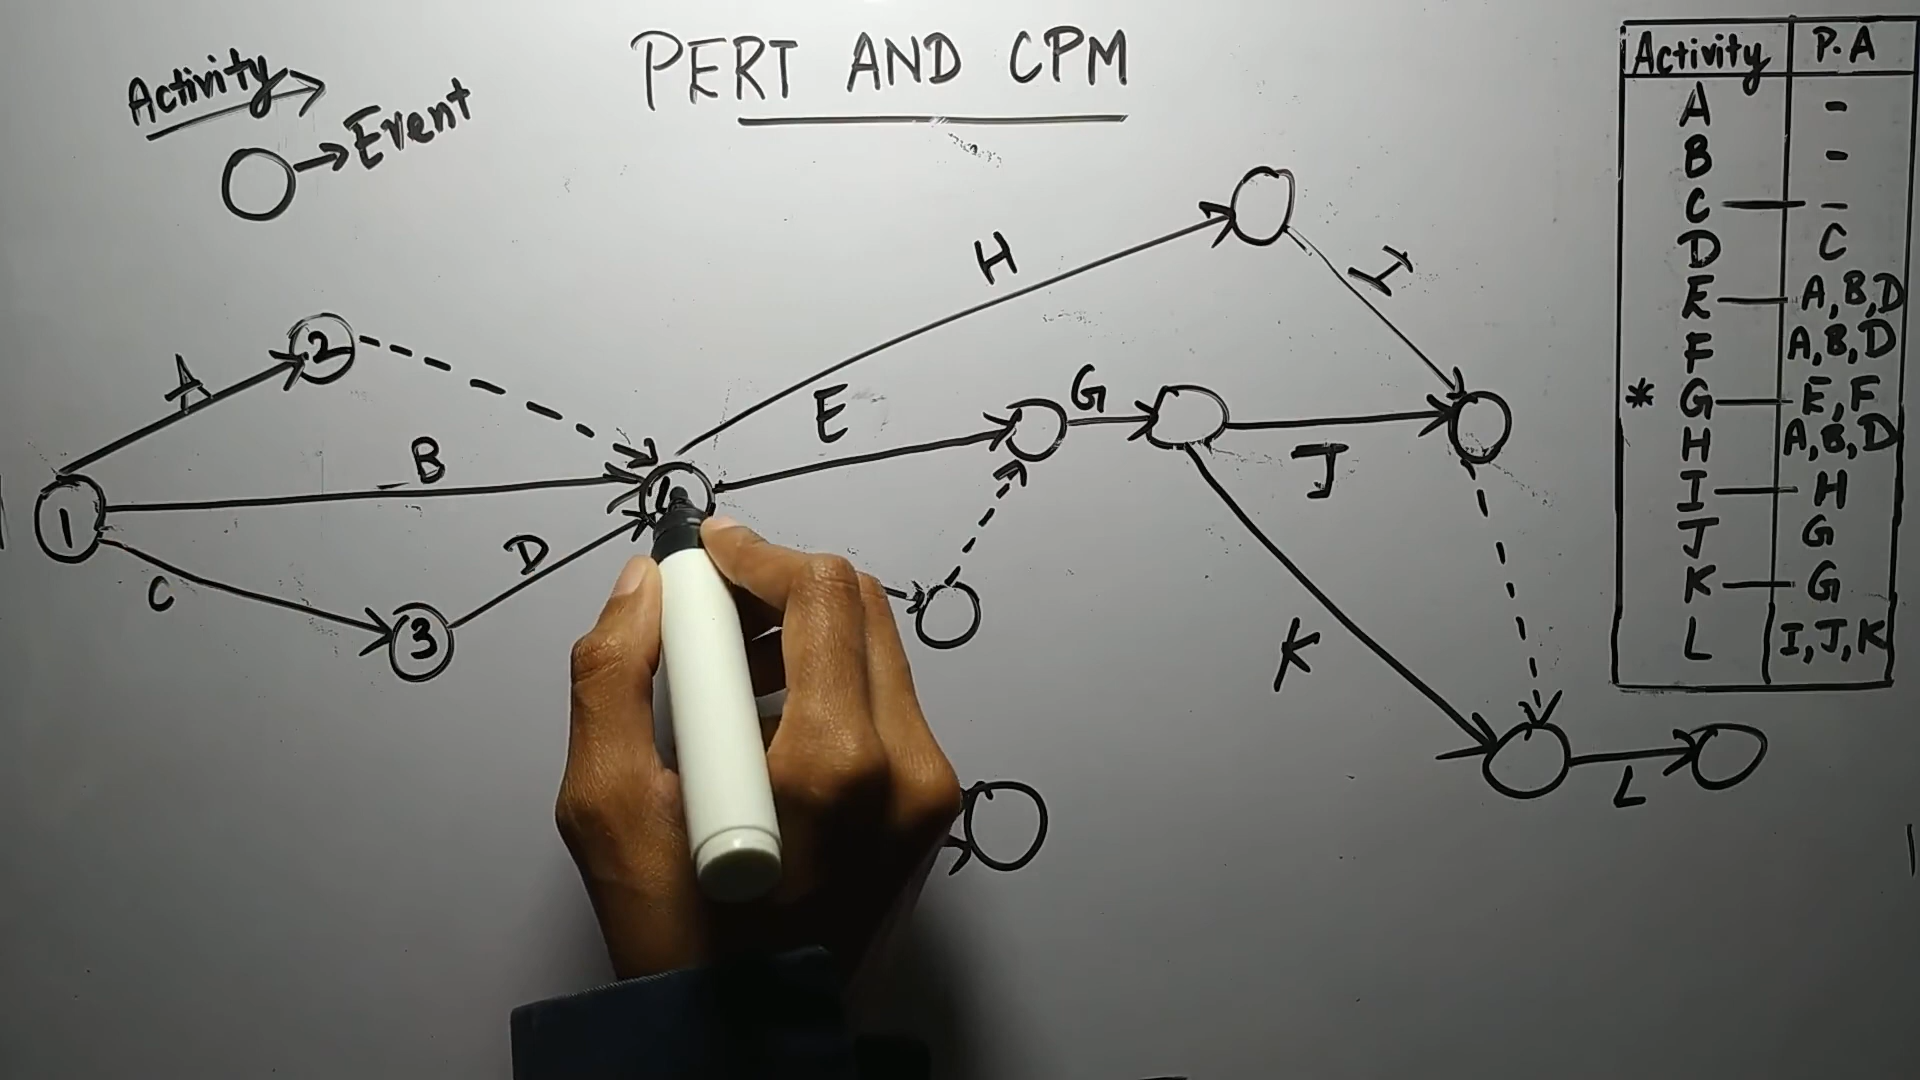 PERT AND CPM
Activity
Event
Activity P.A
A -
B -
C -
D C
E A, B, D
F A, B, D
* G E, F
H A, B, D
I H
J G
K G
L I, J, K
H
I
2
A
G
E
B
J
1
D
C
3
K
L